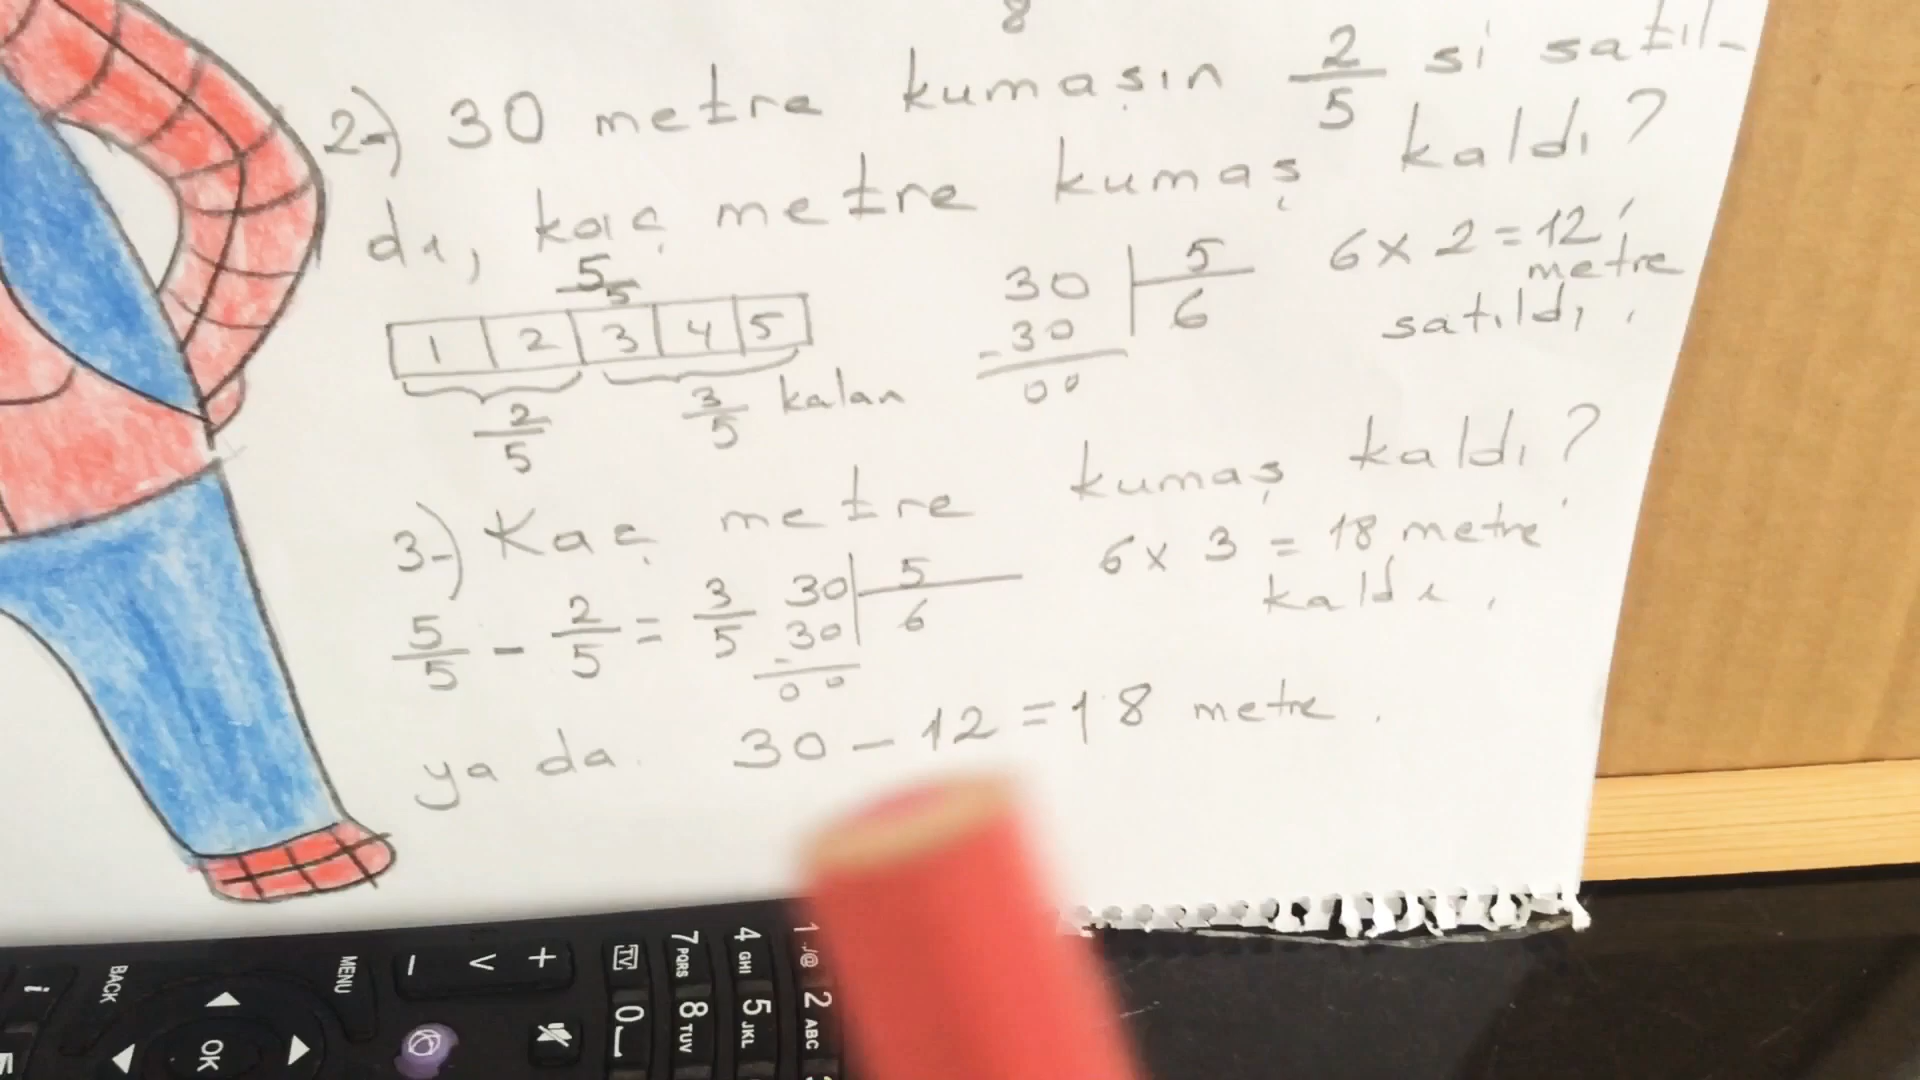 8
2-) 30 metre kumaşın 2/5 si satıl-
dı, kaç metre kumaş kaldı?
5/5
1 2 3 4 5
2/5
3/5 kalan
30 | 5
-30 | 6
00
6 x 2 = 12
metre
satıldı.
3-) Kaç metre kumaş kaldı?
5/5 - 2/5 = 3/5
30 | 5
-30 | 6
00
6 x 3 = 18 metre
kaldı.
ya da 30 - 12 = 18 metre.
i
BACK
MENU
OK
- V +
TV
0
7 PQRS
8 TUV
4 GHI
5 JKL
1 ./@
2 ABC